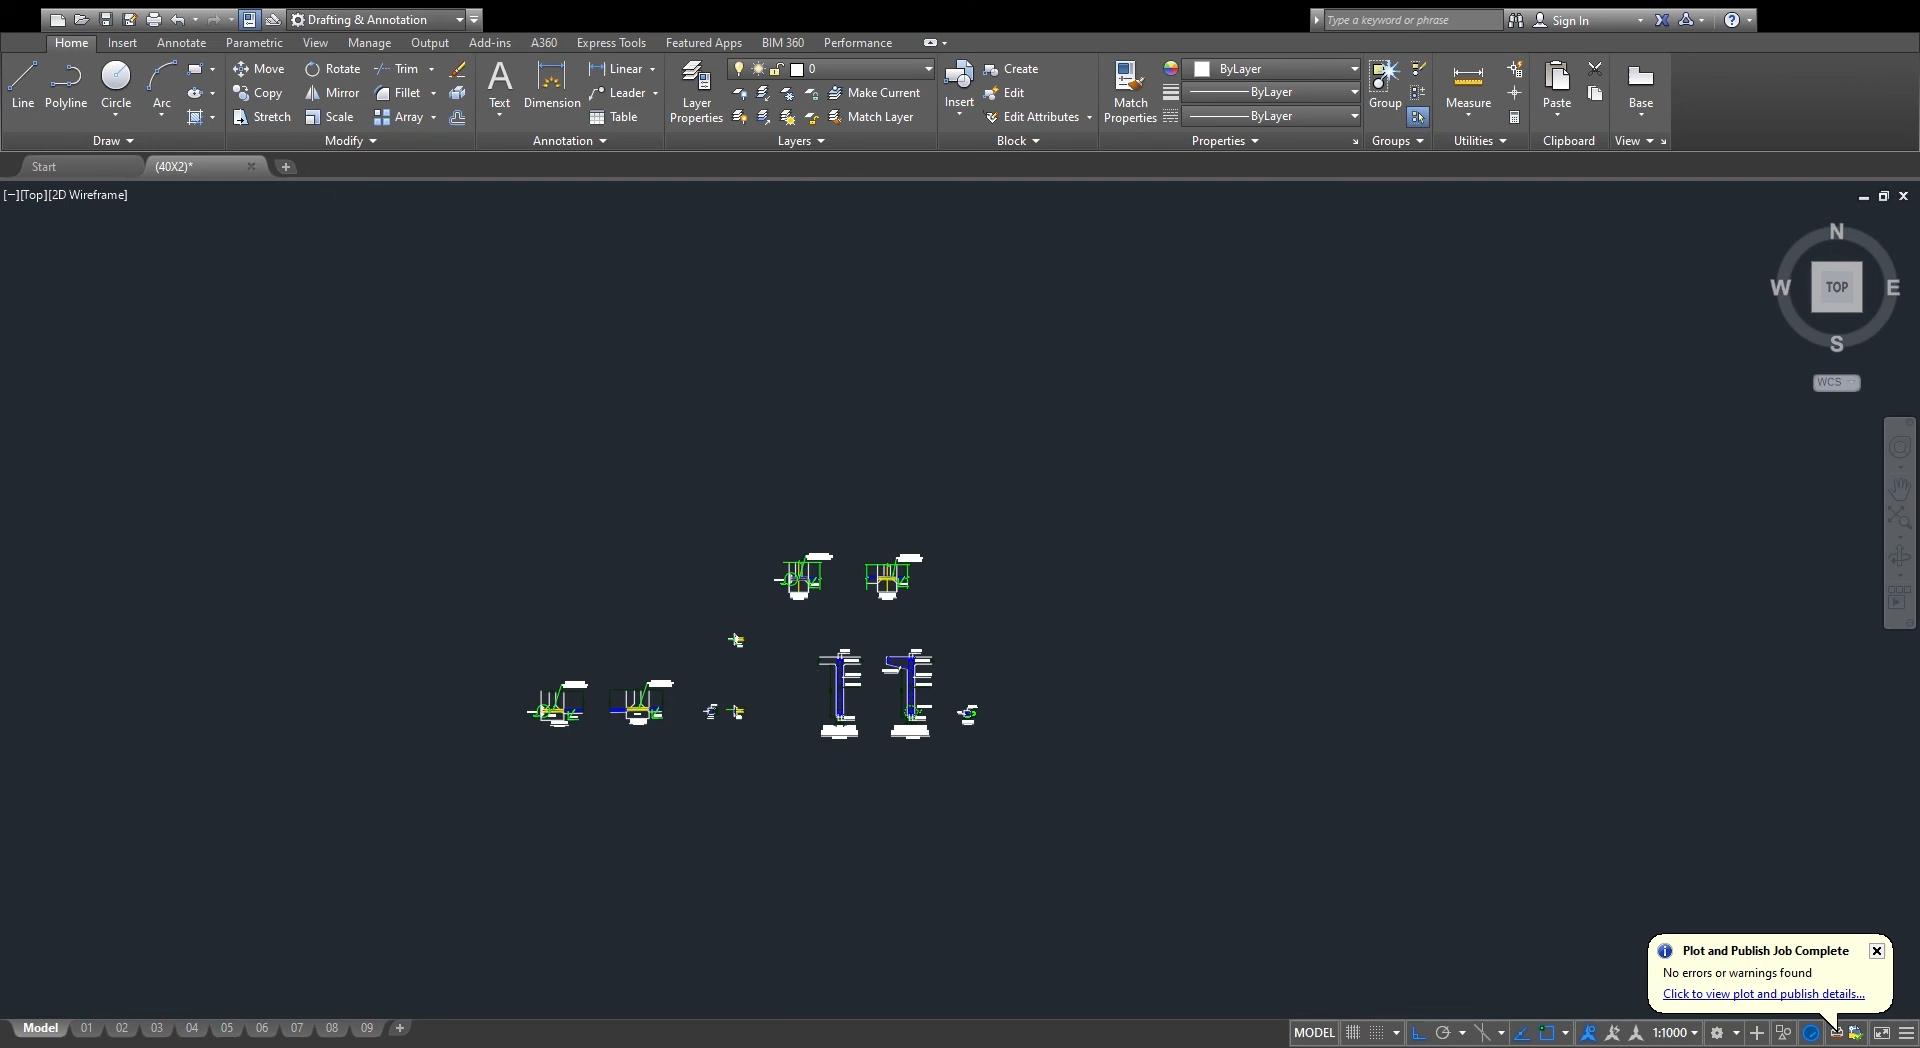 Drafting & Annotation
Type a keyword or phrase
Sign In
Home Insert Annotate Parametric View Manage Output Add-ins A360 Express Tools Featured Apps BIM 360 Performance
Line Polyline Circle Arc
Move Rotate Trim
Copy Mirror Fillet
Stretch Scale Array
Text Dimension
Linear
Leader
Table
Layer Properties
0
Make Current
Match Layer
Insert
Create
Edit
Edit Attributes
Match Properties
ByLayer
ByLayer
ByLayer
Group
Measure
Paste
Base
Draw Modify Annotation Layers Block Properties Groups Utilities Clipboard View
Start (40X2)*
[−][Top][2D Wireframe]
N
W TOP E
S
WCS
Plot and Publish Job Complete
No errors or warnings found
Click to view plot and publish details...
Model 01 02 03 04 05 06 07 08 09
MODEL 1:1000